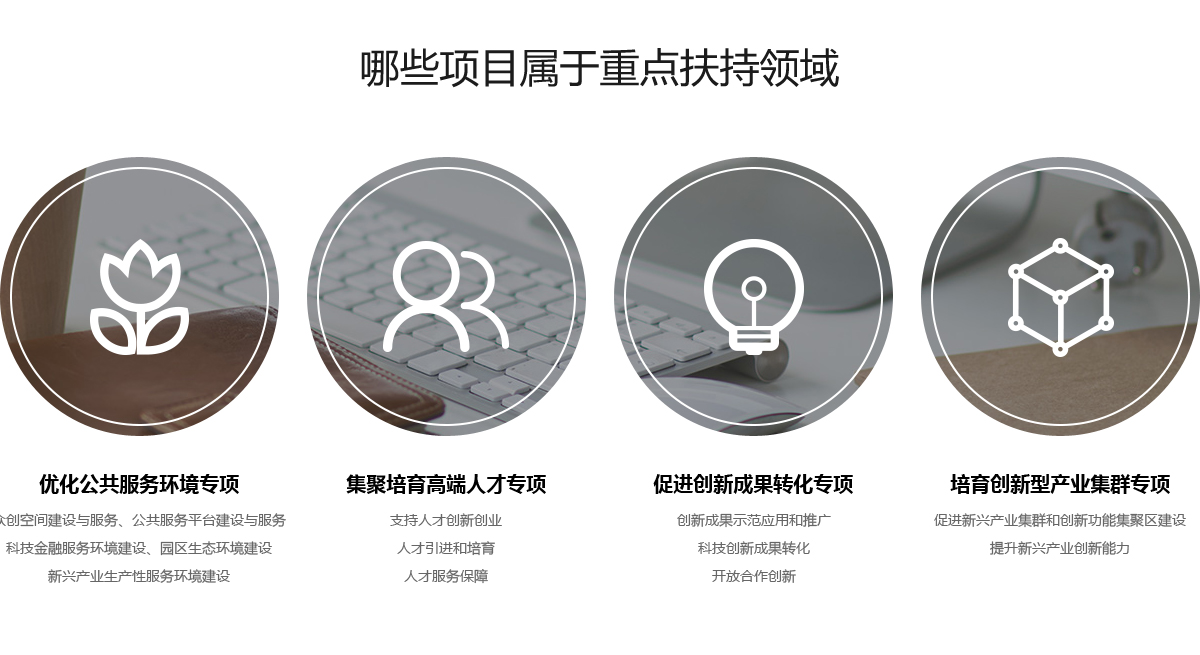 哪些项目属于重点扶持领域
优化公共服务环境专项
众创空间建设与服务、公共服务平台建设与服务
科技金融服务环境建设、园区生态环境建设
新兴产业生产性服务环境建设
集聚培育高端人才专项
支持人才创新创业
人才引进和培育
人才服务保障
促进创新成果转化专项
创新成果示范应用和推广
科技创新成果转化
开放合作创新
培育创新型产业集群专项
促进新兴产业集群和创新功能集聚区建设
提升新兴产业创新能力